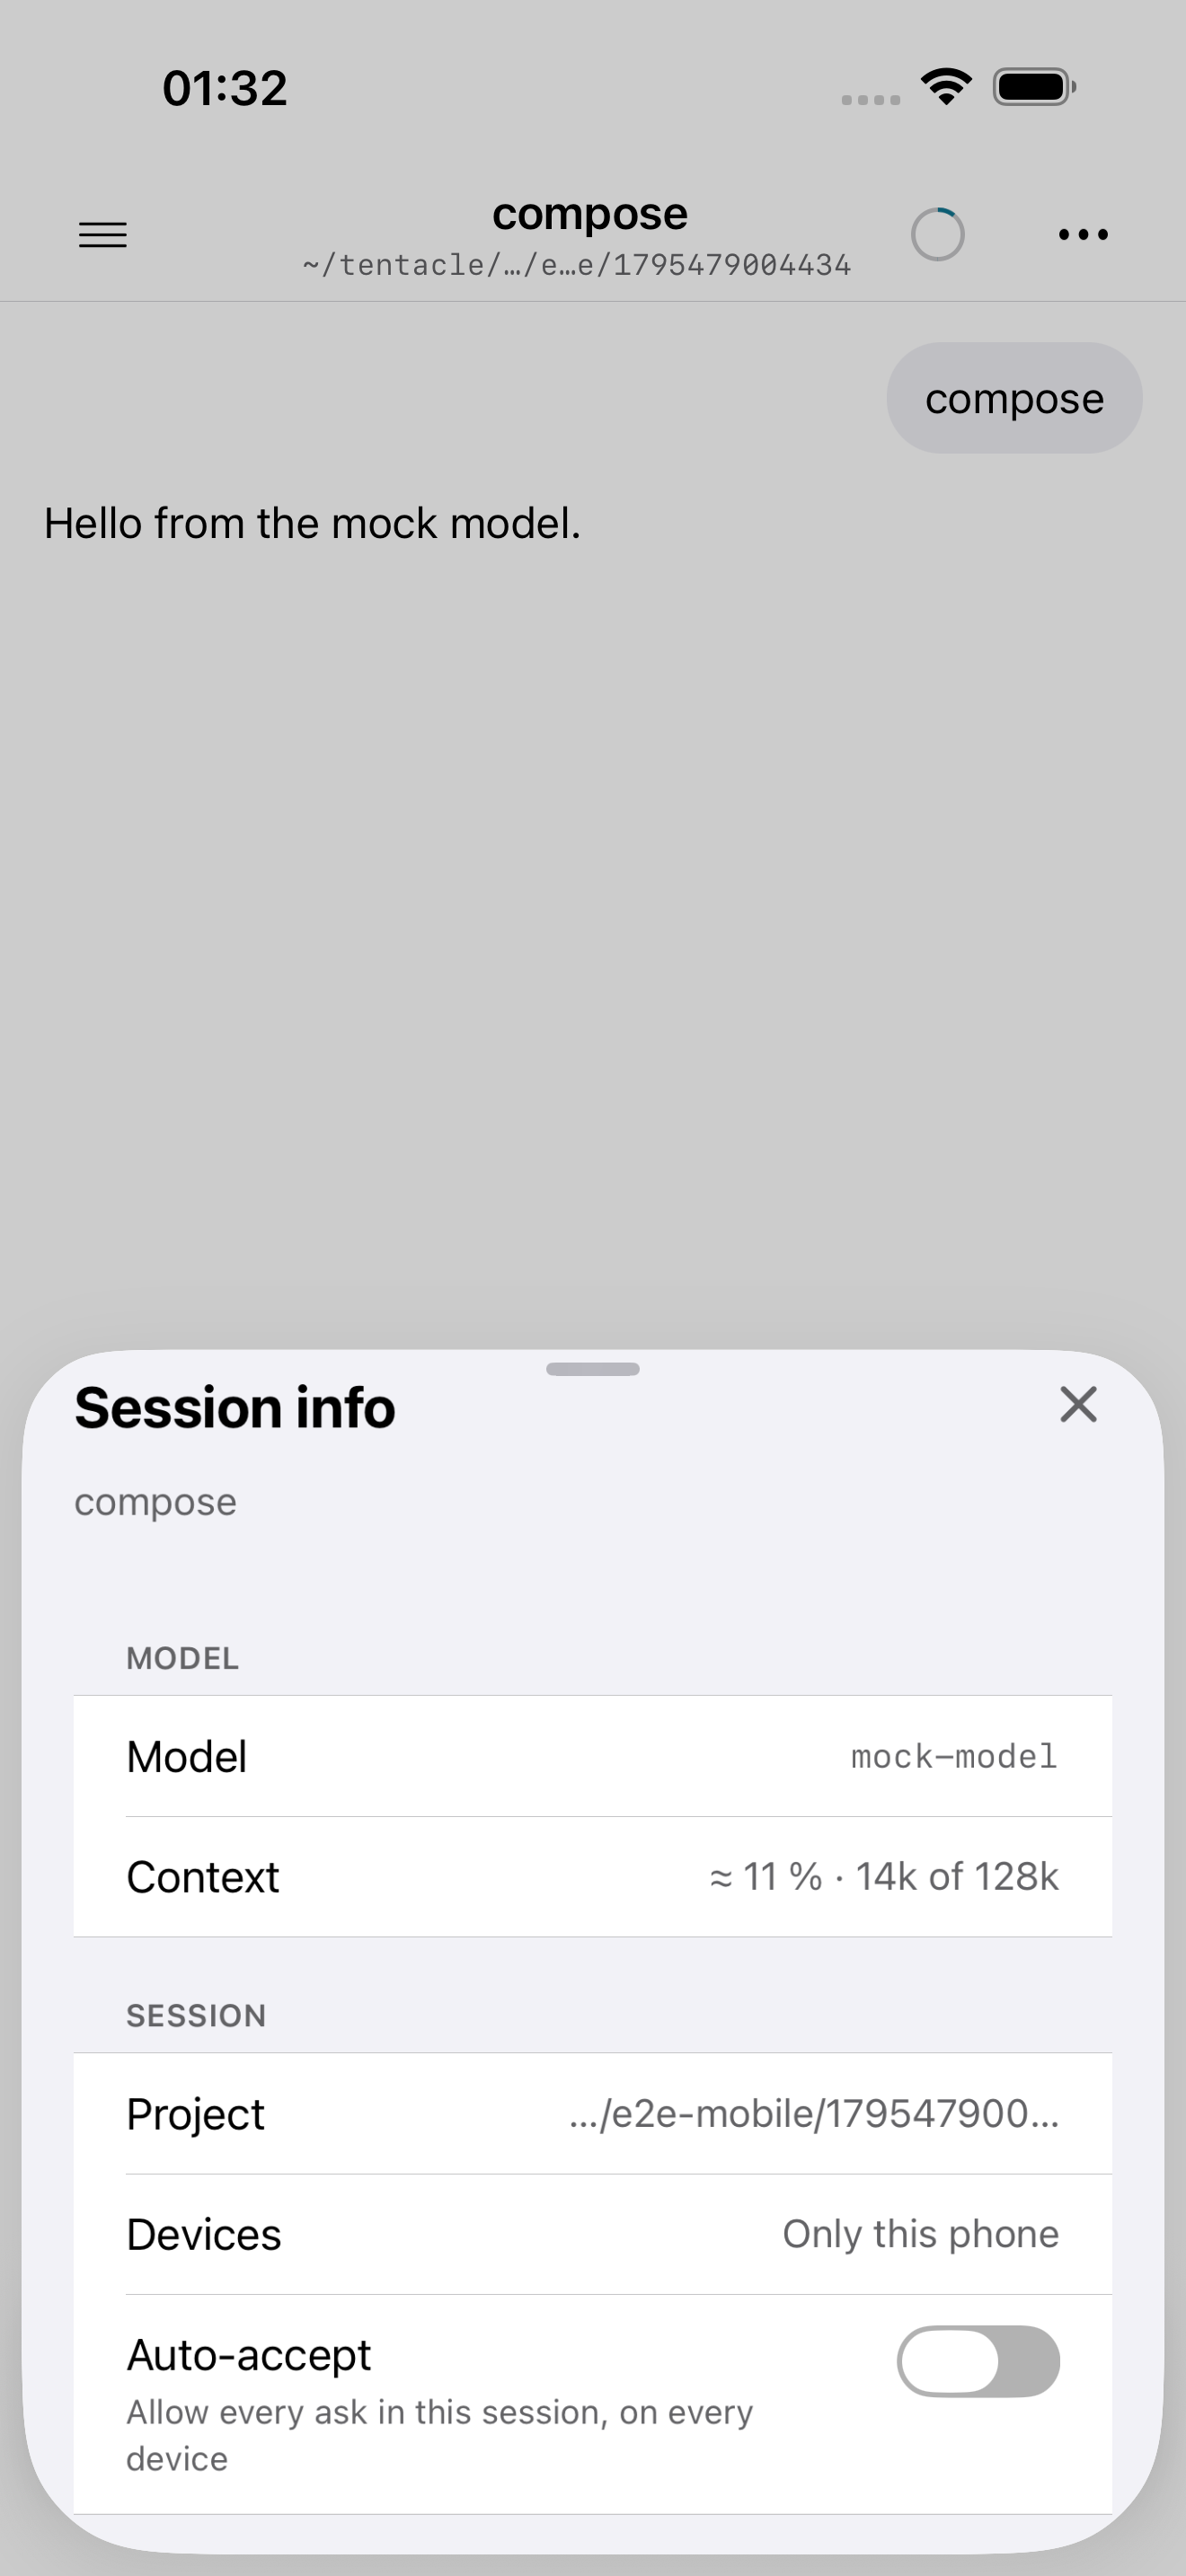 01:32
compose
~/tentacle/…/e…e/1795479004434
compose
Hello from the mock model.
Session info
compose
MODEL
Model
mock-model
Context
≈ 11 % · 14k of 128k
SESSION
Project
…/e2e-mobile/179547900…
Devices
Only this phone
Auto-accept
Allow every ask in this session, on every
device